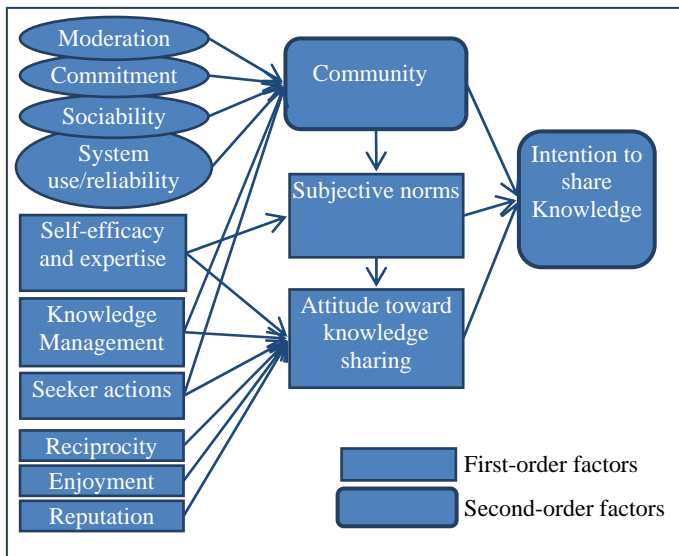 Moderation
Commitment
Sociability
System
use/reliability
Self-efficacy
and expertise
Knowledge
Management
Seeker actions
Reciprocity
Enjoyment
Reputation
Community
Subjective norms
Attitude toward
knowledge
sharing
Intention to
share
Knowledge
First-order factors
Second-order factors